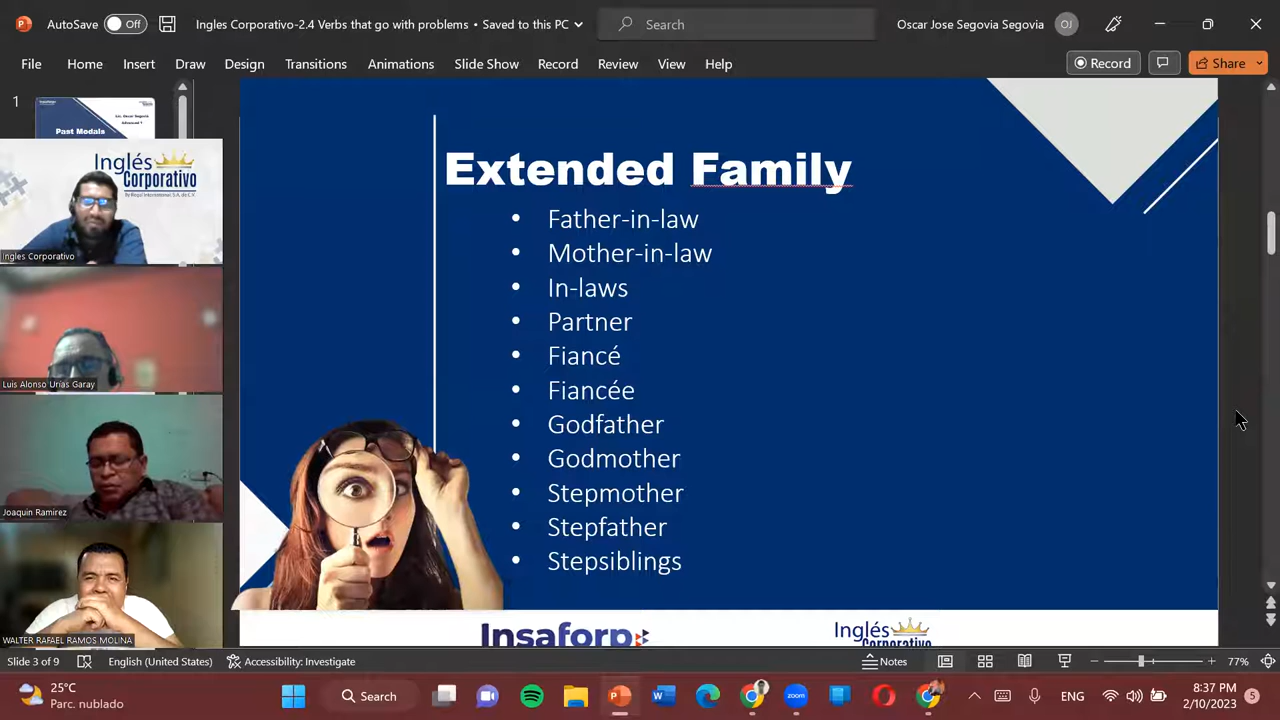 AutoSave Off Ingles Corporativo-2.4 Verbs that go with problems • Saved to this PC Search Oscar Jose Segovia Segovia OJ
File Home Insert Draw Design Transitions Animations Slide Show Record Review View Help Record Share
1
Past Modals
Inglés
Corporativo
Ingles Corporativo
Luis Alonso Urias Garay
Joaquin Ramirez
WALTER RAFAEL RAMOS MOLINA
Extended Family
• Father-in-law
• Mother-in-law
• In-laws
• Partner
• Fiancé
• Fiancée
• Godfather
• Godmother
• Stepmother
• Stepfather
• Stepsiblings
Insaforp
Inglés
Corporativo
Slide 3 of 9 English (United States) Accessibility: Investigate Notes 77%
25°C
Parc. nublado
Search
zoom
ENG
8:37 PM
2/10/2023
5